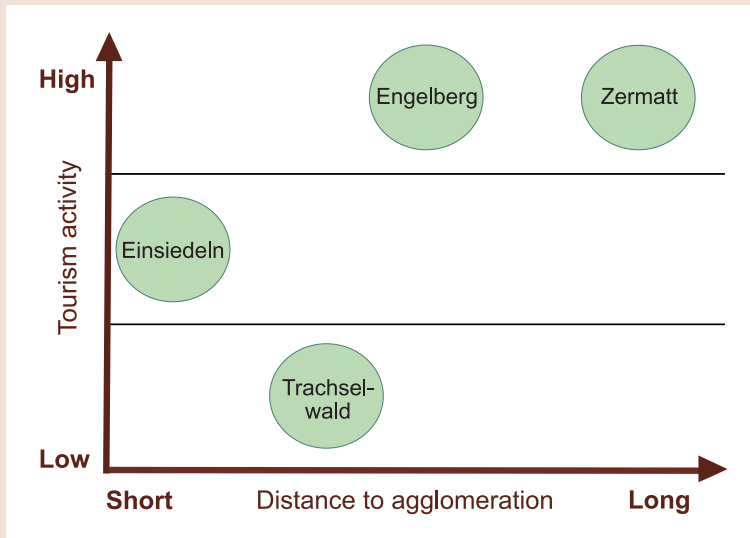 High
Engelberg
Zermatt
Tourism activity
Einsiedeln
Trachsel-
wald
Low
Short
Distance to agglomeration
Long